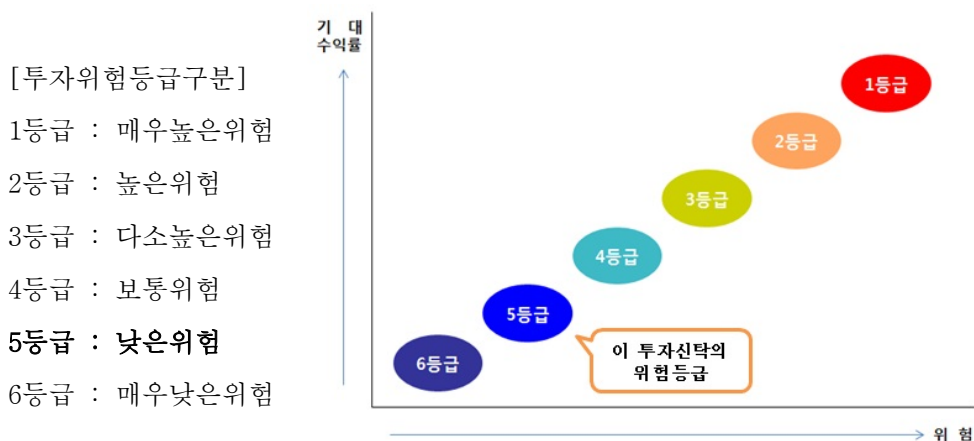 [투자위험등급구분]
1등급 : 매우높은위험
2등급 : 높은위험
3등급 : 다소높은위험
4등급 : 보통위험
5등급 : 낮은위험
6등급 : 매우낮은위험
기 대
수익률
1등급
2등급
3등급
4등급
5등급
6등급
이 투자신탁의
위험등급
위 험